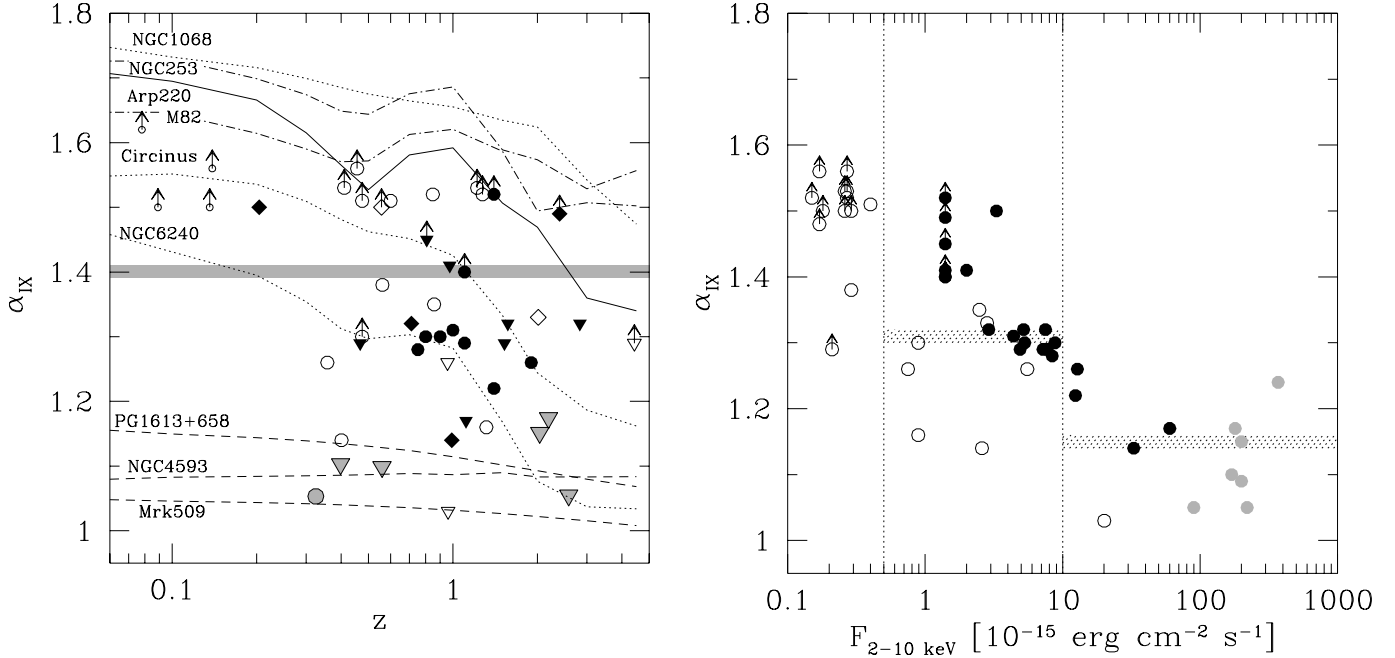 1.8
1.6
1.4
1.2
1
α_IX
NGC1068
NGC253
Arp220
M82
Circinus
NGC6240
PG1613+658
NGC4593
Mrk509
0.1
1
z
1.8
1.6
1.4
1.2
1
α_IX
0.1
1
10
100
1000
F_2−10 keV [10^−15 erg cm^−2 s^−1]